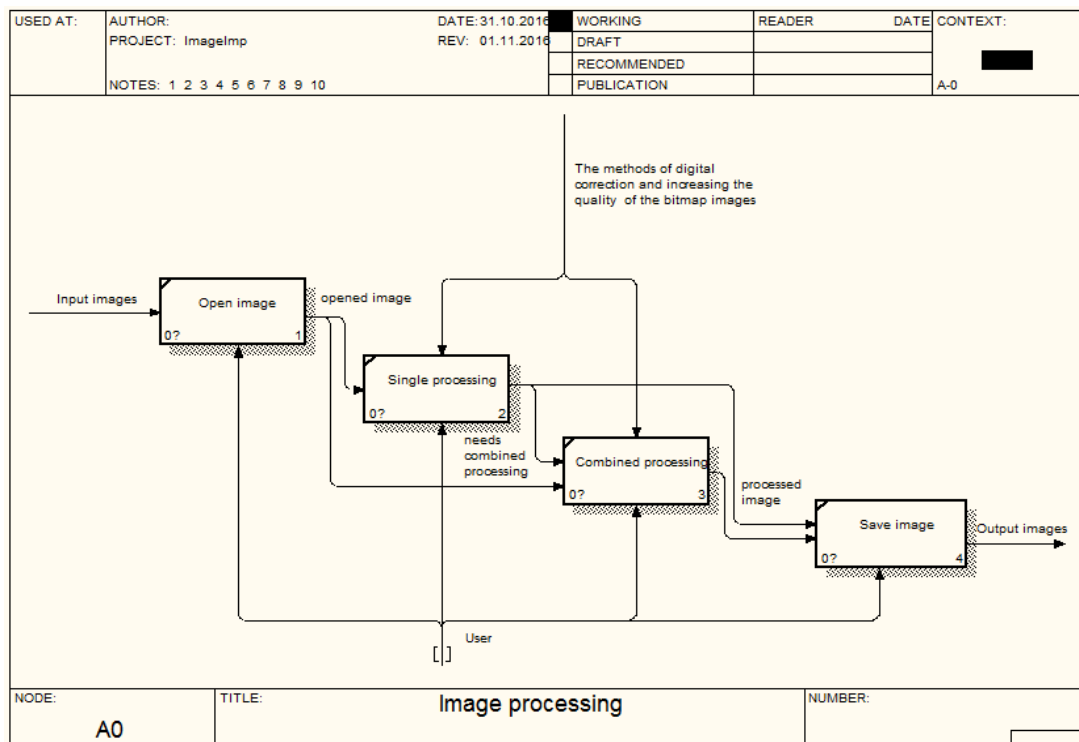 USED AT:
AUTHOR:
DATE: 31.10.2016
PROJECT: ImageImp
REV: 01.11.2016
NOTES: 1 2 3 4 5 6 7 8 9 10
WORKING
DRAFT
RECOMMENDED
PUBLICATION
READER DATE
CONTEXT:
A-0
The methods of digital
correction and increasing the
quality of the bitmap images
Input images
Open image
0? 1
opened image
Single processing
0? 2
needs
combined
processing
Combined processing
0? 3
processed
image
Save image
0? 4
Output images
User
NODE:
A0
TITLE:
Image processing
NUMBER: